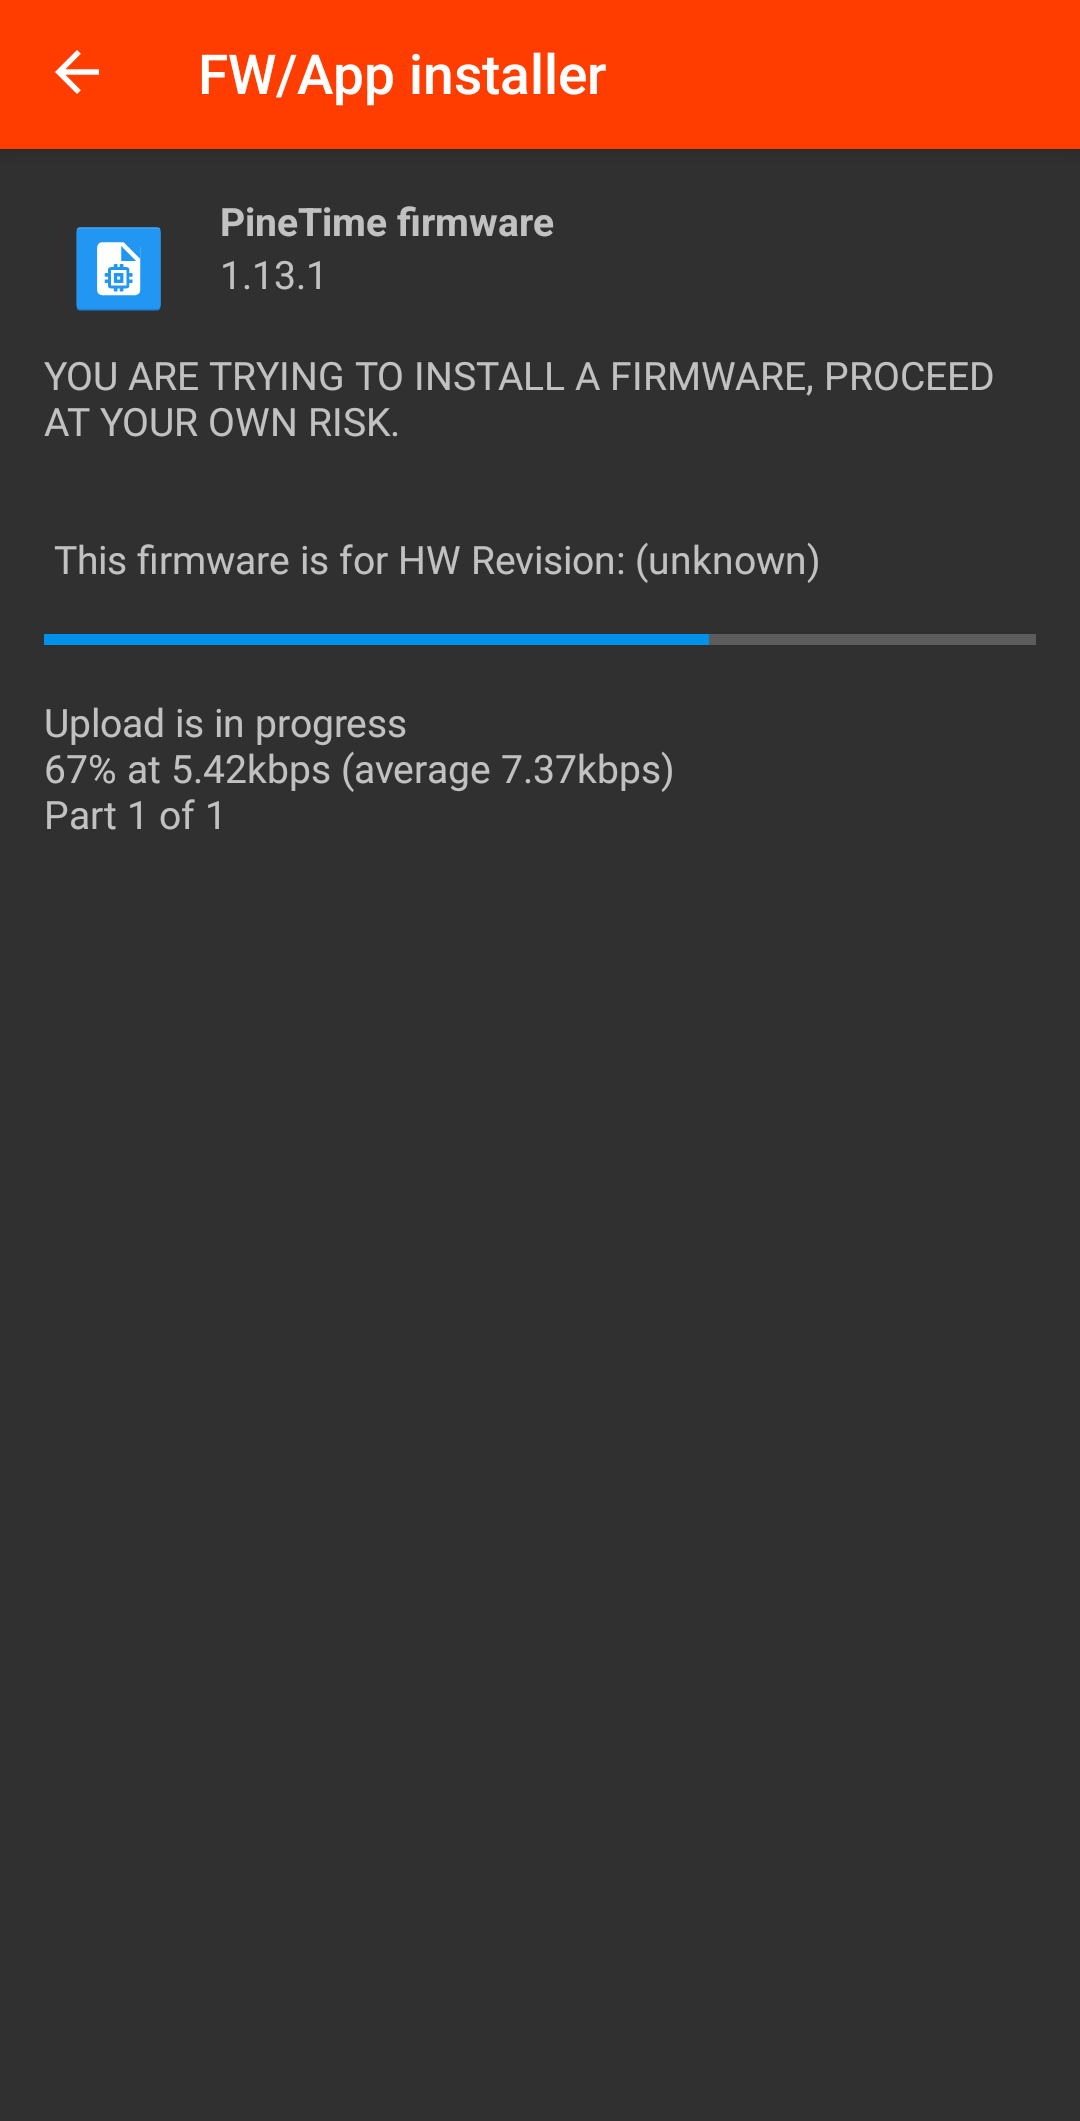 FW/App installer
PineTime firmware
1.13.1
YOU ARE TRYING TO INSTALL A FIRMWARE, PROCEED
AT YOUR OWN RISK.
This firmware is for HW Revision: (unknown)
Upload is in progress
67% at 5.42kbps (average 7.37kbps)
Part 1 of 1